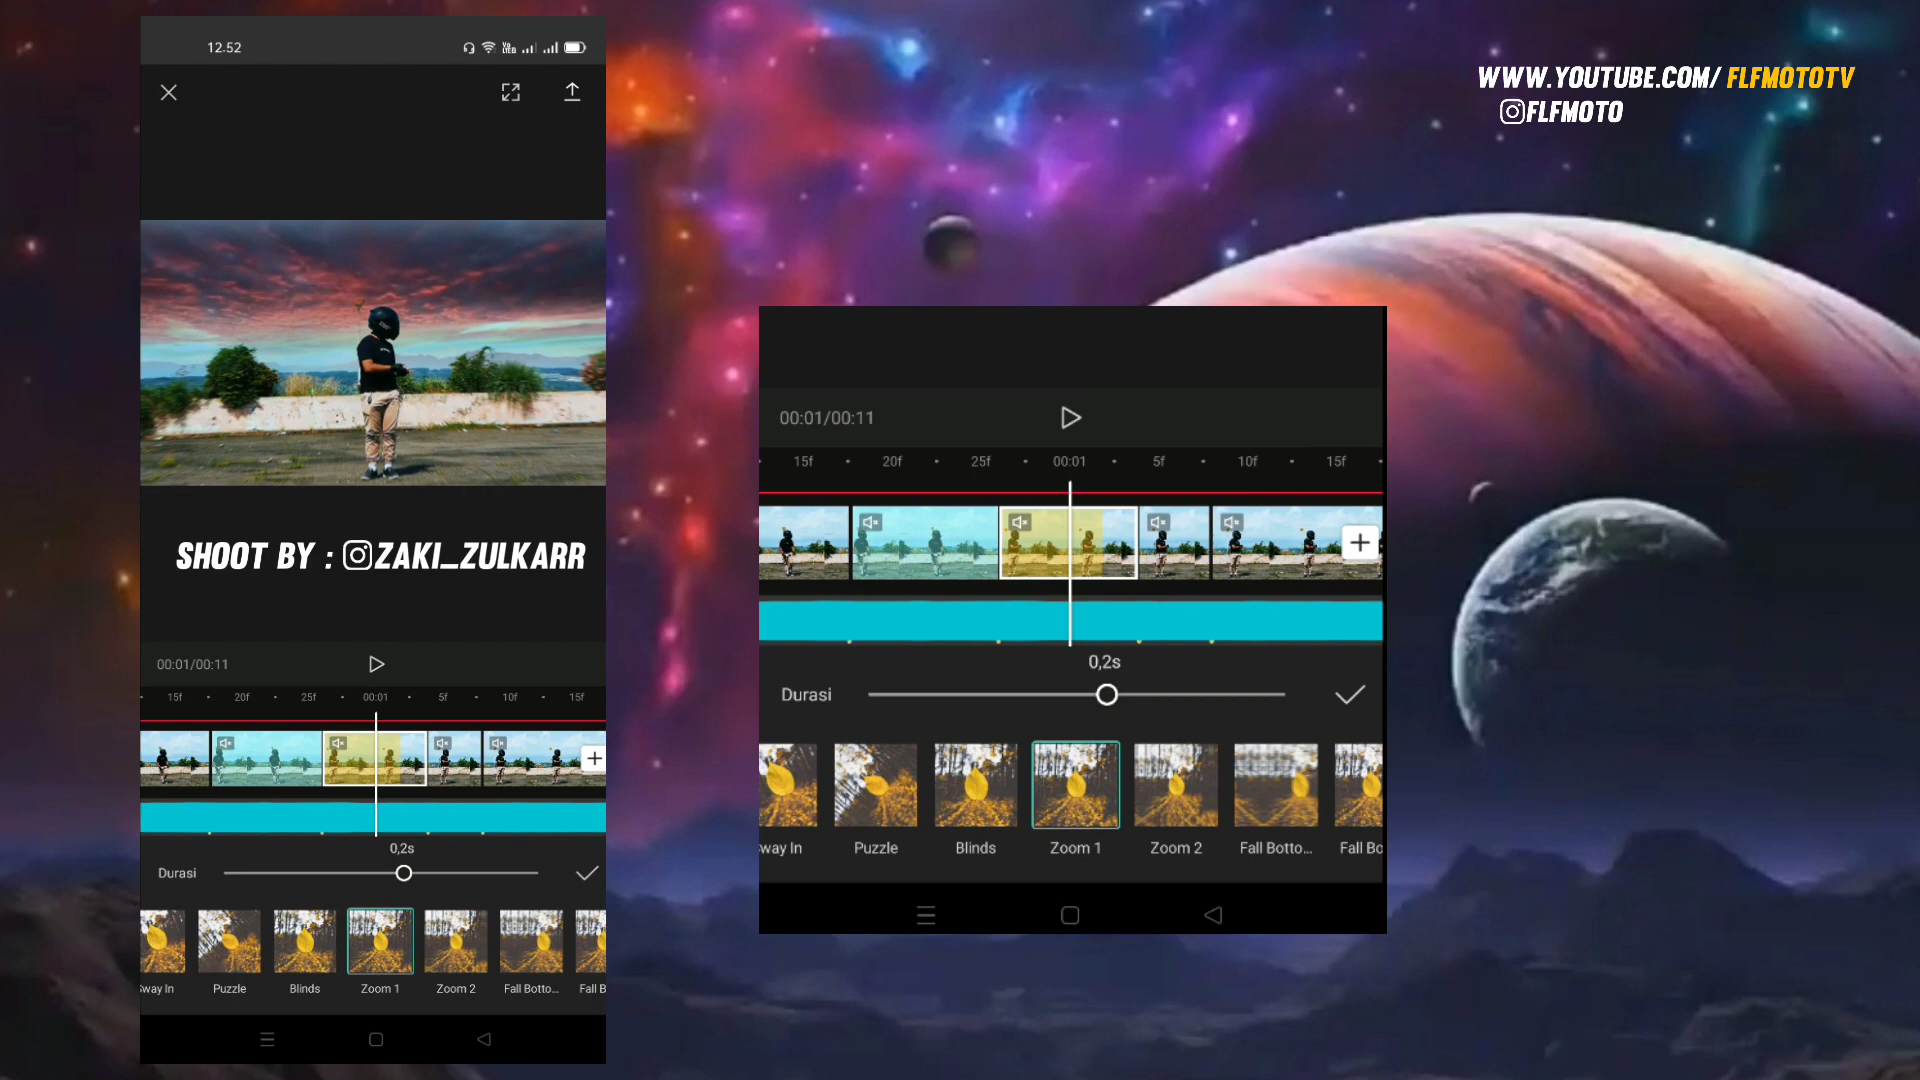 12.52
WWW.YOUTUBE.COM/ FLFMOTOTV
FLFMOTO
SHOOT BY : ZAKI_ZULKARR
00:01/00:11
15f 20f 25f 00:01 5f 10f 15f
0,2s
Durasi
way In Puzzle Blinds Zoom 1 Zoom 2 Fall Botto... Fall B
00:01/00:11
15f 20f 25f 00:01 5f 10f 15f
0,2s
Durasi
way In Puzzle Blinds Zoom 1 Zoom 2 Fall Botto... Fall Bo